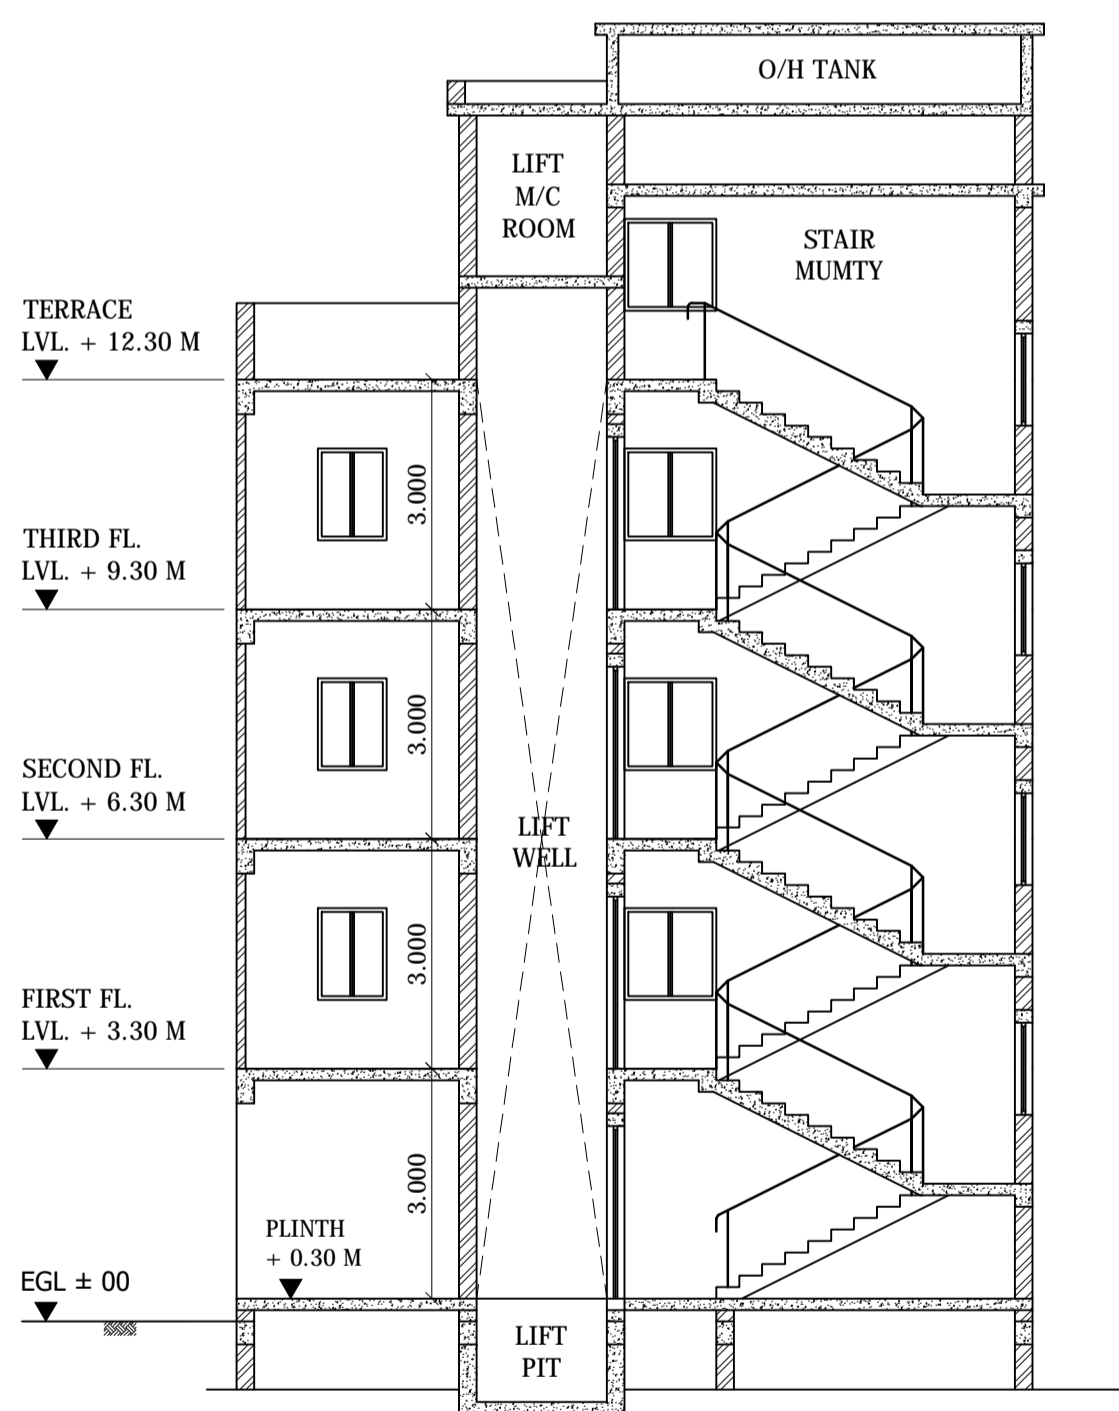 O/H TANK
LIFT
M/C
ROOM
STAIR
MUMTY
TERRACE
LVL. + 12.30 M
3.000
THIRD FL.
LVL. + 9.30 M
3.000
SECOND FL.
LVL. + 6.30 M
LIFT
WELL
3.000
FIRST FL.
LVL. + 3.30 M
3.000
PLINTH
+ 0.30 M
EGL ± 00
LIFT
PIT